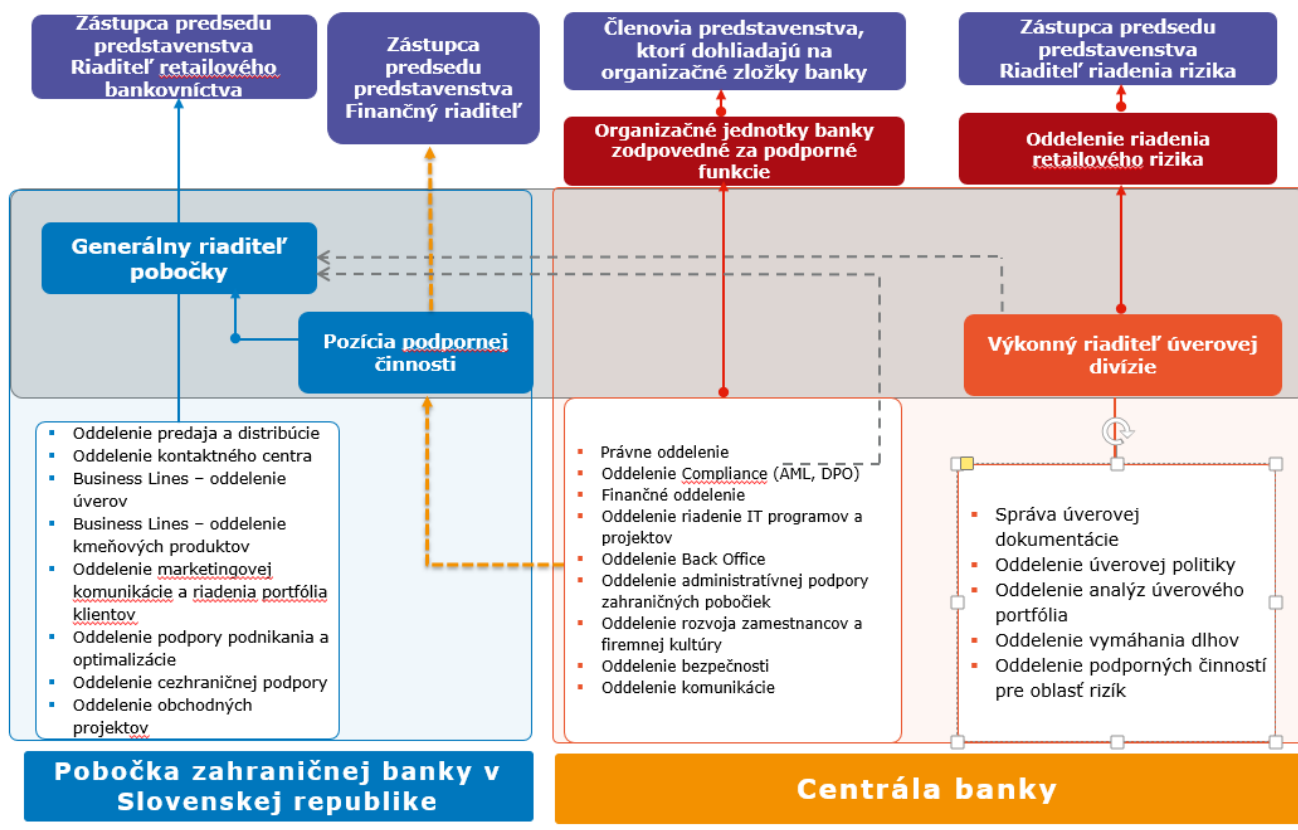 Zástupca predsedu
predstavenstva
Riaditeľ retailového
bankovníctva
Zástupca
predsedu
predstavenstva
Finančný riaditeľ
Členovia predstavenstva,
ktorí dohliadajú na
organizačné zložky banky
Zástupca predsedu
predstavenstva
Riaditeľ riadenia rizika
Organizačné jednotky banky
zodpovedné za podporné
funkcie
Oddelenie riadenia
retailového rizika
Generálny riaditeľ
pobočky
Pozícia podpornej
činnosti
Výkonný riaditeľ úverovej
divízie
▪ Oddelenie predaja a distribúcie
▪ Oddelenie kontaktného centra
▪ Business Lines – oddelenie
úverov
▪ Business Lines – oddelenie
kmeňových produktov
▪ Oddelenie marketingovej
komunikácie a riadenia portfólia
klientov
▪ Oddelenie podpory podnikania a
optimalizácie
▪ Oddelenie cezhraničnej podpory
▪ Oddelenie obchodných
projektov
▪ Právne oddelenie
▪ Oddelenie Compliance (AML, DPO)
▪ Finančné oddelenie
▪ Oddelenie riadenie IT programov a
projektov
▪ Oddelenie Back Office
▪ Oddelenie administratívnej podpory
zahraničných pobočiek
▪ Oddelenie rozvoja zamestnancov a
firemnej kultúry
▪ Oddelenie bezpečnosti
▪ Oddelenie komunikácie
▪ Správa úverovej
dokumentácie
▪ Oddelenie úverovej politiky
▪ Oddelenie analýz úverového
portfólia
▪ Oddelenie vymáhania dlhov
▪ Oddelenie podporných činností
pre oblasť rizík
Pobočka zahraničnej banky v
Slovenskej republike
Centrála banky